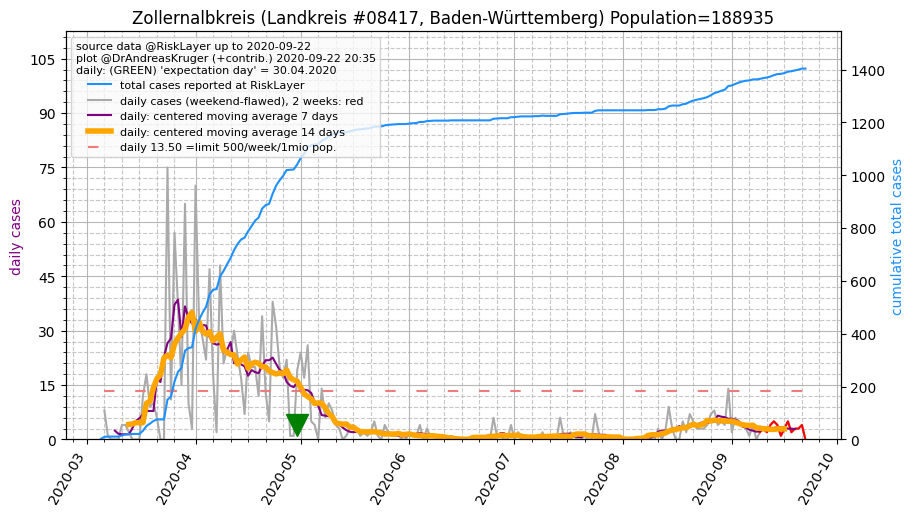 Zollernalbkreis (Landkreis #08417, Baden-Württemberg) Population=188935
source data @RiskLayer up to 2020-09-22
plot @DrAndreasKruger (+contrib.) 2020-09-22 20:35
daily: (GREEN) 'expectation day' = 30.04.2020
total cases reported at RiskLayer
daily cases (weekend-flawed), 2 weeks: red
daily: centered moving average 7 days
daily: centered moving average 14 days
daily 13.50 =limit 500/week/1mio pop.
daily cases
105
90
75
60
45
30
15
0
cumulative total cases
1400
1200
1000
800
600
400
200
0
2020-03
2020-04
2020-05
2020-06
2020-07
2020-08
2020-09
2020-10